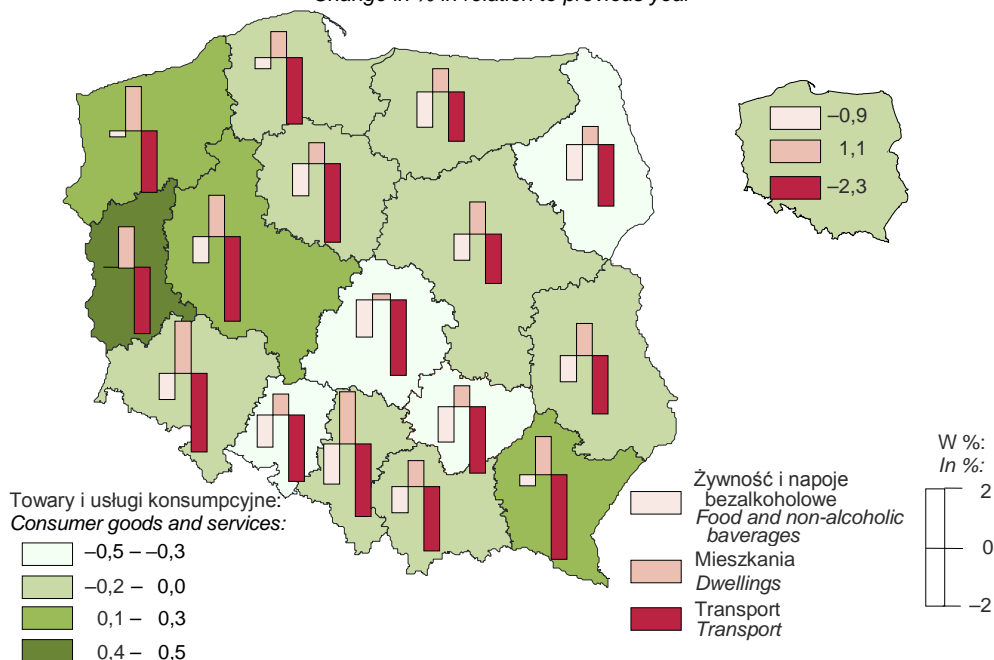 Change in % in relation to previous year
–0,9
1,1
–2,3
W %:
In %:
2
0
–2
Żywność i napoje
bezalkoholowe
Food and non-alcoholic
baverages
Mieszkania
Dwellings
Transport
Transport
Towary i usługi konsumpcyjne:
Consumer goods and services:
–0,5 – –0,3
–0,2 – 0,0
0,1 – 0,3
0,4 – 0,5